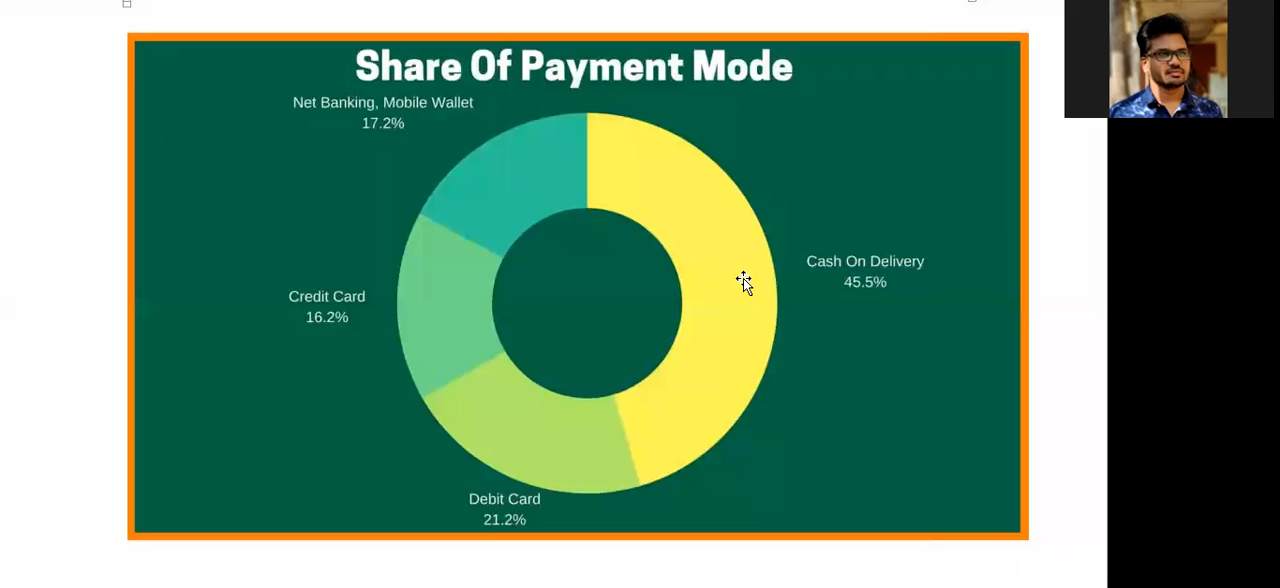 Share Of Payment Mode
Net Banking, Mobile Wallet
17.2%
Cash On Delivery
45.5%
Credit Card
16.2%
Debit Card
21.2%